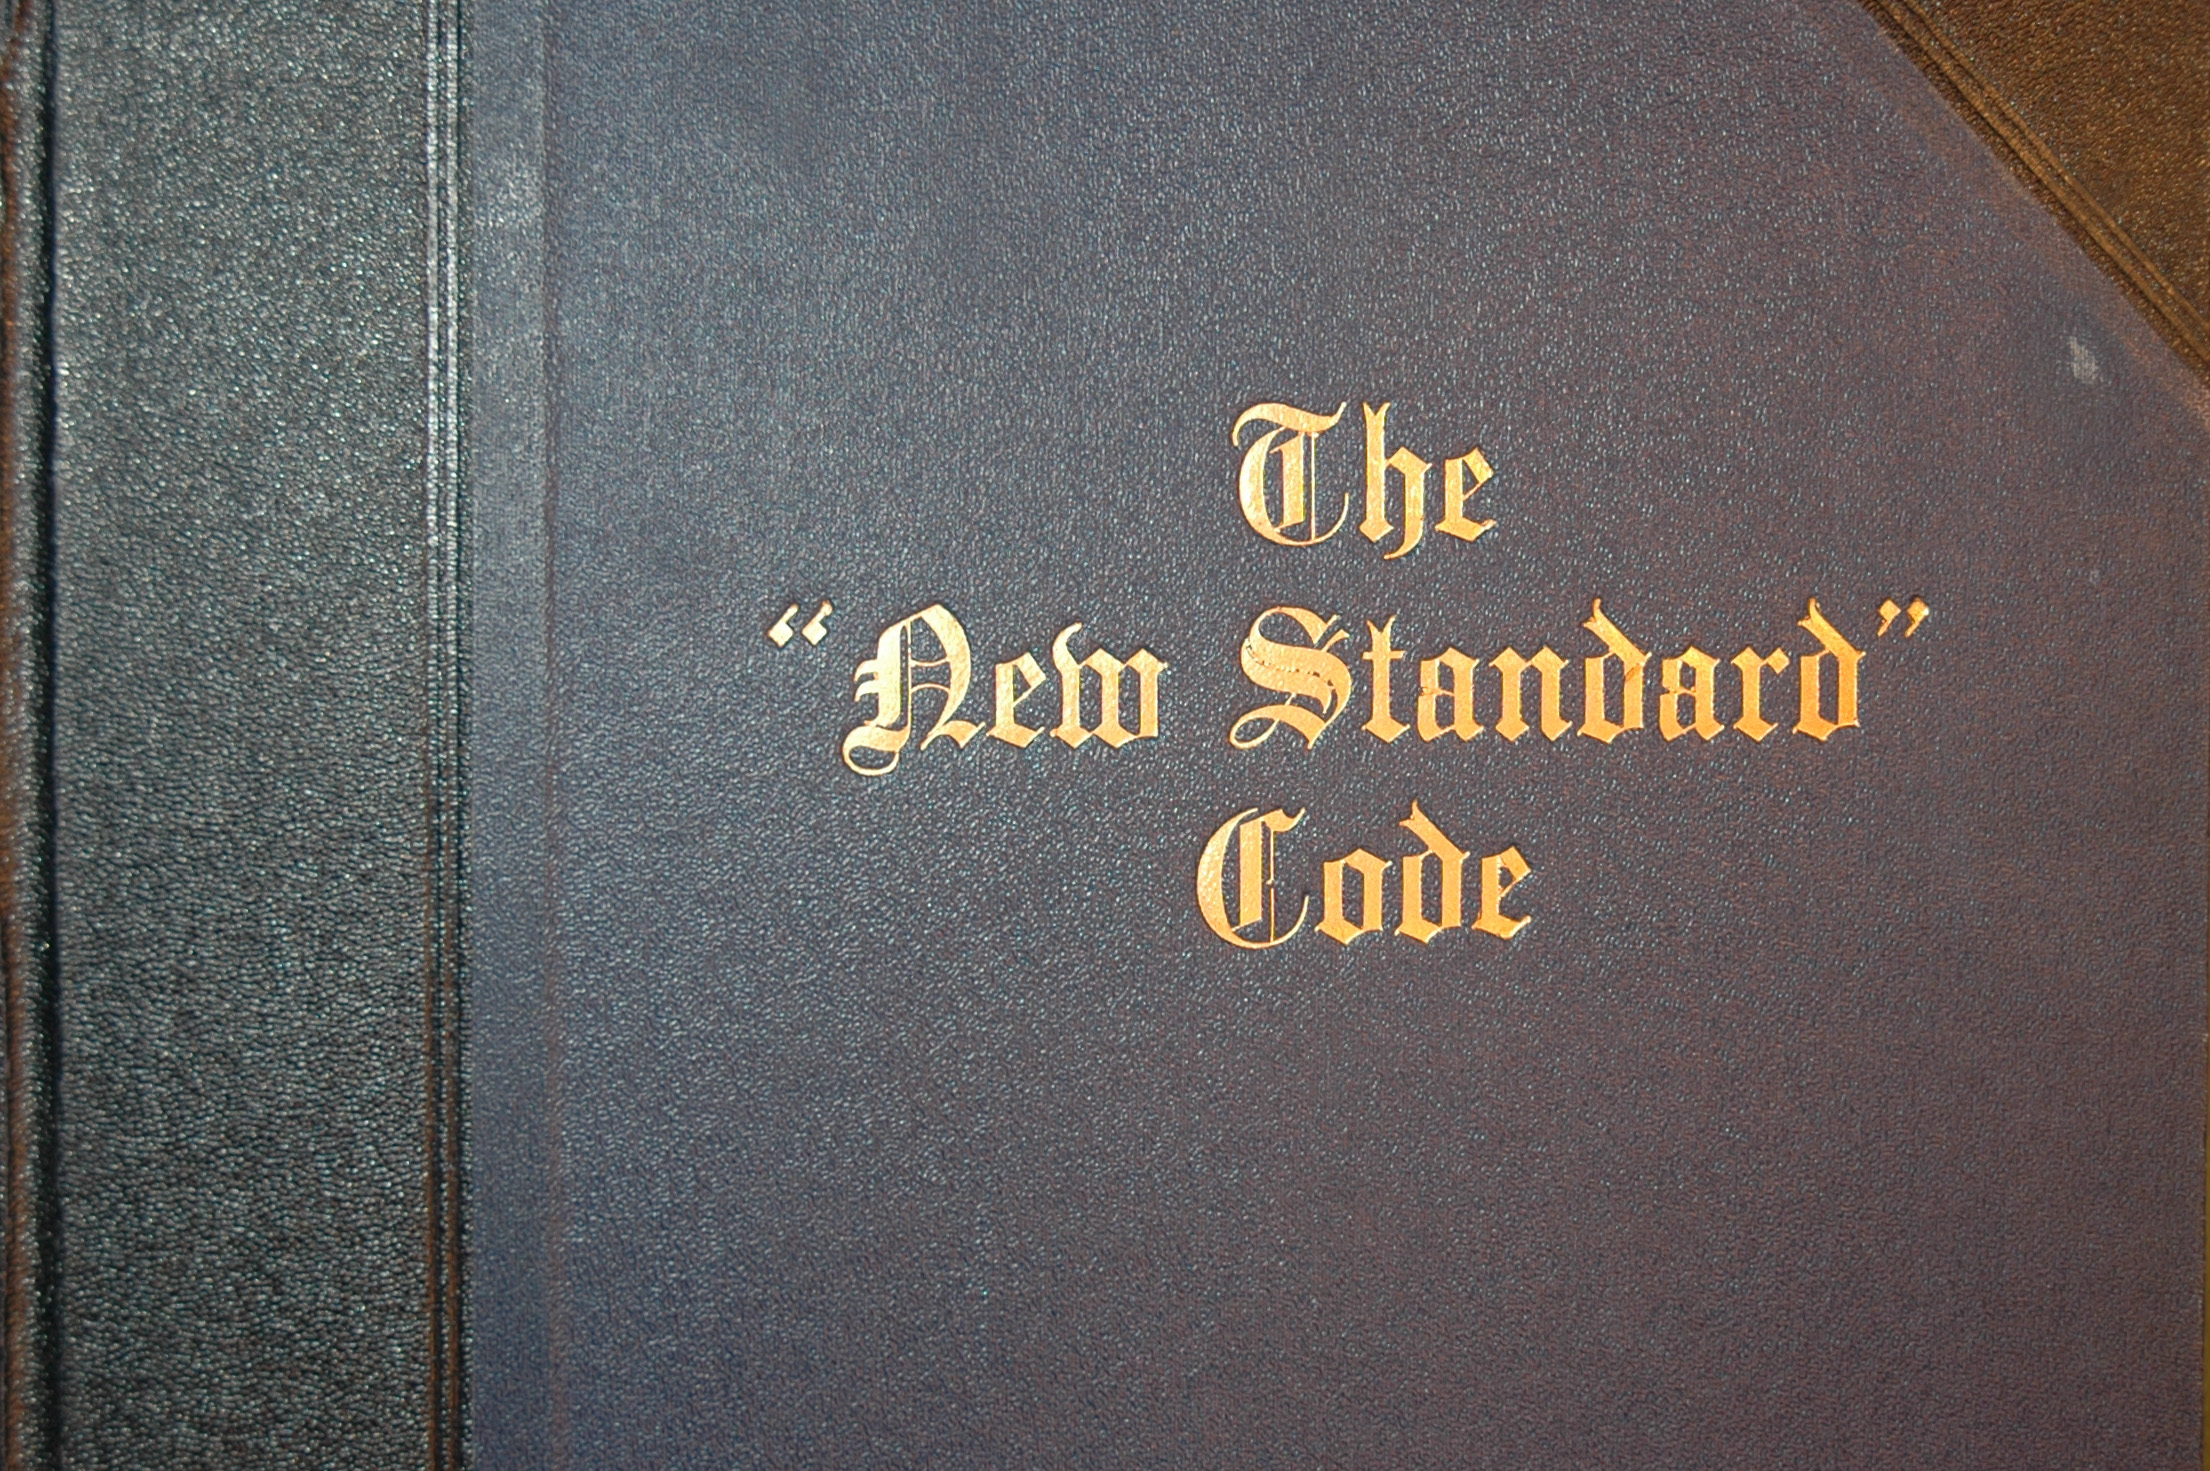 The
“New Standard”
Code